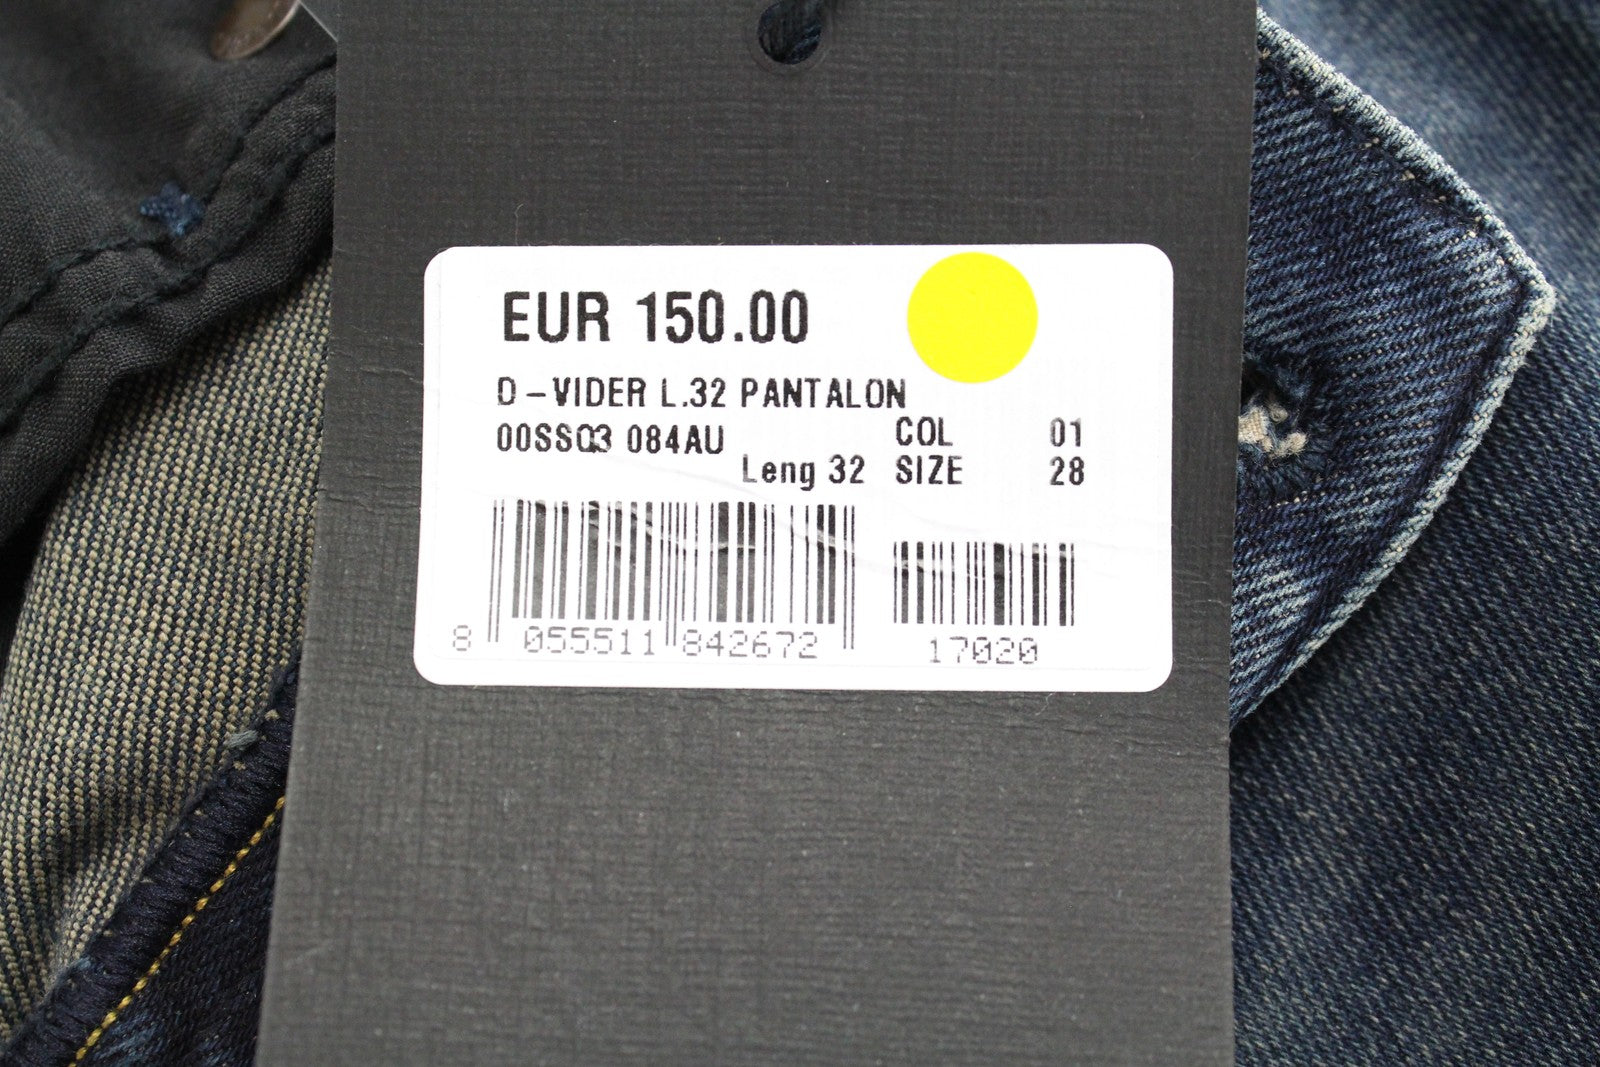 EUR 150.00
D-VIDER L.32 PANTALON
00SSQ3 084AU COL 01
Leng 32 SIZE 28
8 055511 842672 17020